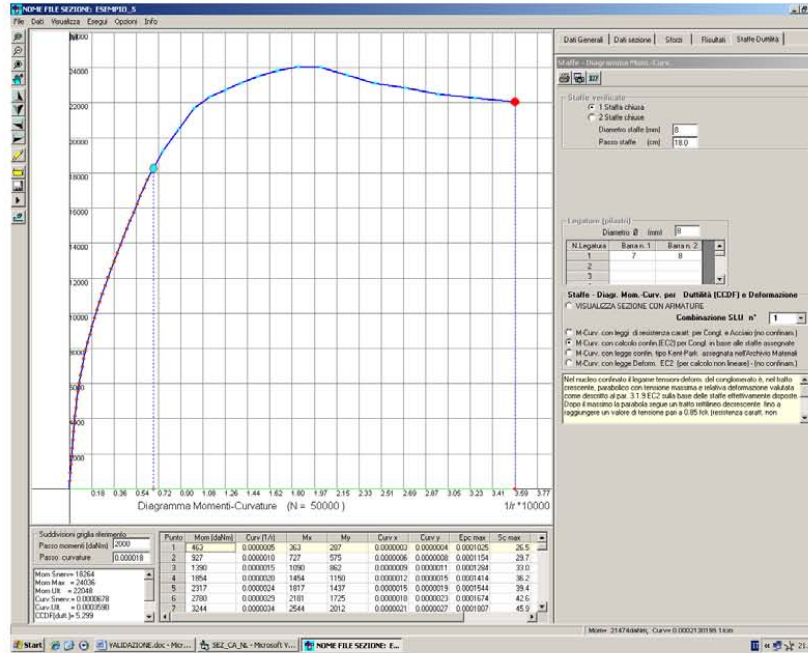 NOME FILE SEZIONE: ESEMPIO_5
File Dati Visualizza Esegui Opzioni Info
22000
20000
18000
16000
14000
12000
10000
8000
6000
4000
2000
0.18 0.36 0.54 0.72 0.90 1.08 1.26 1.44 1.62 1.80 1.97 2.15 2.33 2.51 2.69 2.87 3.05 3.23 3.41 3.59 3.77
Diagramma Momenti-Curvature (N = 50000 )
1/r *10000
Dati Generali Dati sezione Sforzi Risultati Staffe Duttilità
Staffe - Diagramma Mom.-Curv.
Staffe verificate
1 Staffa chiusa
2 Staffe chiuse
Diametro staffe (mm) 8
Passo staffe (cm) 18.0
Legature (pilastri)
Diametro Ø (mm) 8
N.Legatura Barra n. 1 Barra n. 2
1 7 8
2
3
Staffe - Diagr. Mom.-Curv. per Duttilità (CCDF) e Deformazione
VISUALIZZA SEZIONE CON ARMATURE
Combinazione SLU n° 1
M-Curv. con leggi di resistenza caratt. per Congl. e Acciaio (no confinam.)
M-Curv. con calcolo confin.(EC2) per Congl. in base alle staffe assegnate
M-Curv. con legge confin. tipo Kent-Park assegnata nell'Archivio Materiali
M-Curv. con legge Deform. EC2 (per calcolo non lineare) - (no confinam.)
Nel nucleo confinato il legame tension-deform. del conglomerato è, nel tratto
crescente, parabolico con tensione massima e relativa deformazione valutata
come descritto al par. 3.1.9 EC2 sulla base delle staffe effettivamente disposte.
Dopo il massimo la parabola segue un tratto rettilineo decrescente fino a
raggiungere un valore di tensione pari a 0.85 fck (resistenza caratt. non
Suddivisioni griglia riferimento
Passo momenti (daNm) 2000
Passo curvature 0.000018
Mom Snerv= 18264
Mom Max = 24036
Mom Ult. = 22048
Curv Snerv= 0.0000678
Curv Ult. = 0.0003590
CCDF(dutt.)= 5.299
Punto Mom (daNm) Curv (1/r) Mx My Curv x Curv y Epc max Sc max
1 463 0.0000005 363 287 0.0000003 0.0000004 0.0001025 26.5
2 927 0.0000010 727 575 0.0000006 0.0000008 0.0001154 29.7
3 1390 0.0000015 1090 862 0.0000009 0.0000011 0.0001284 33.0
4 1854 0.0000020 1454 1150 0.0000012 0.0000015 0.0001414 36.2
5 2317 0.0000024 1817 1437 0.0000015 0.0000019 0.0001544 39.4
6 2780 0.0000029 2181 1725 0.0000018 0.0000023 0.0001674 42.6
7 3244 0.0000034 2544 2012 0.0000021 0.0000027 0.0001807 45.9
Start VALIDAZIONE.doc - Micr... SEZ_CA_NL - Microsoft V... NOME FILE SEZIONE: E...